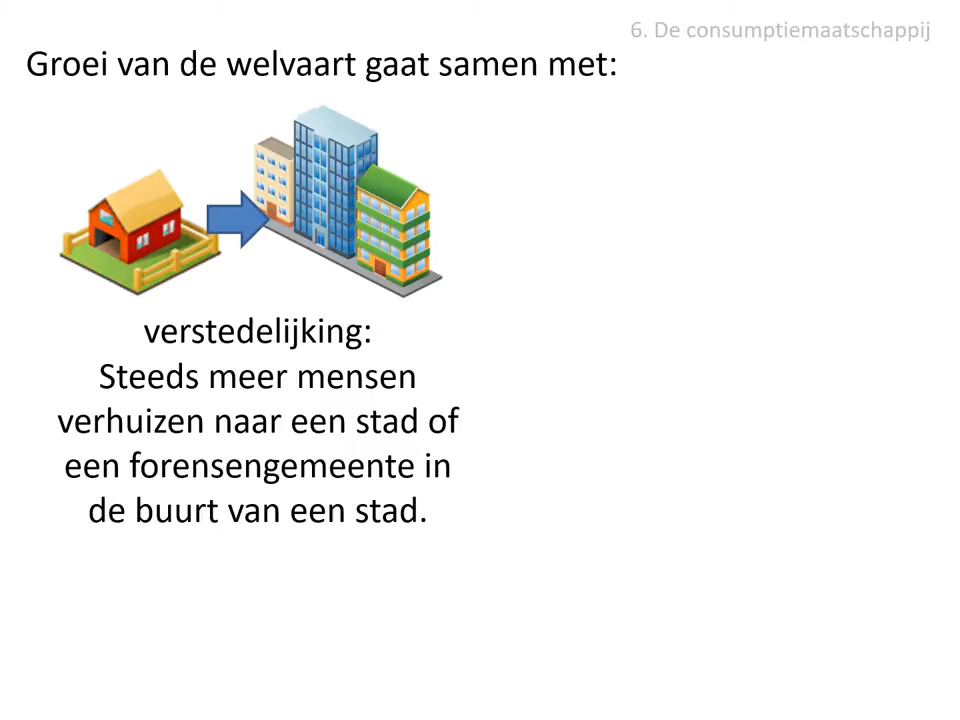 6. De consumptiemaatschappij
Groei van de welvaart gaat samen met:
verstedelijking:
Steeds meer mensen
verhuizen naar een stad of
een forensengemeente in
de buurt van een stad.